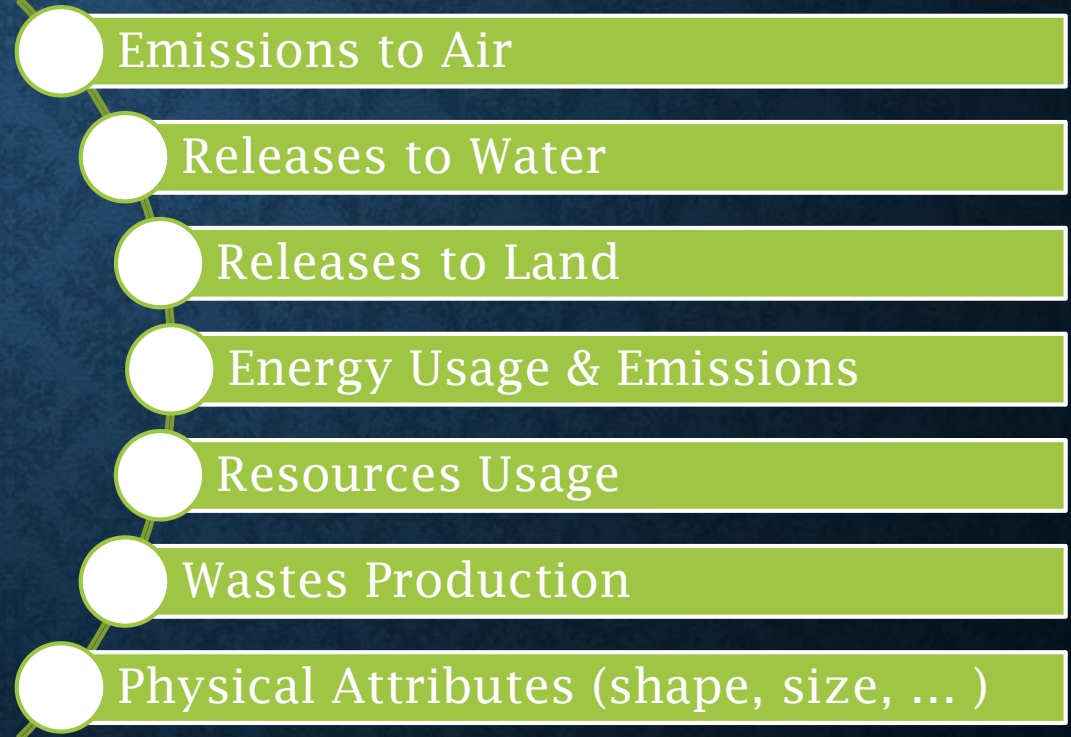 Emissions to Air
Releases to Water
Releases to Land
Energy Usage & Emissions
Resources Usage
Wastes Production
Physical Attributes (shape, size, ... )